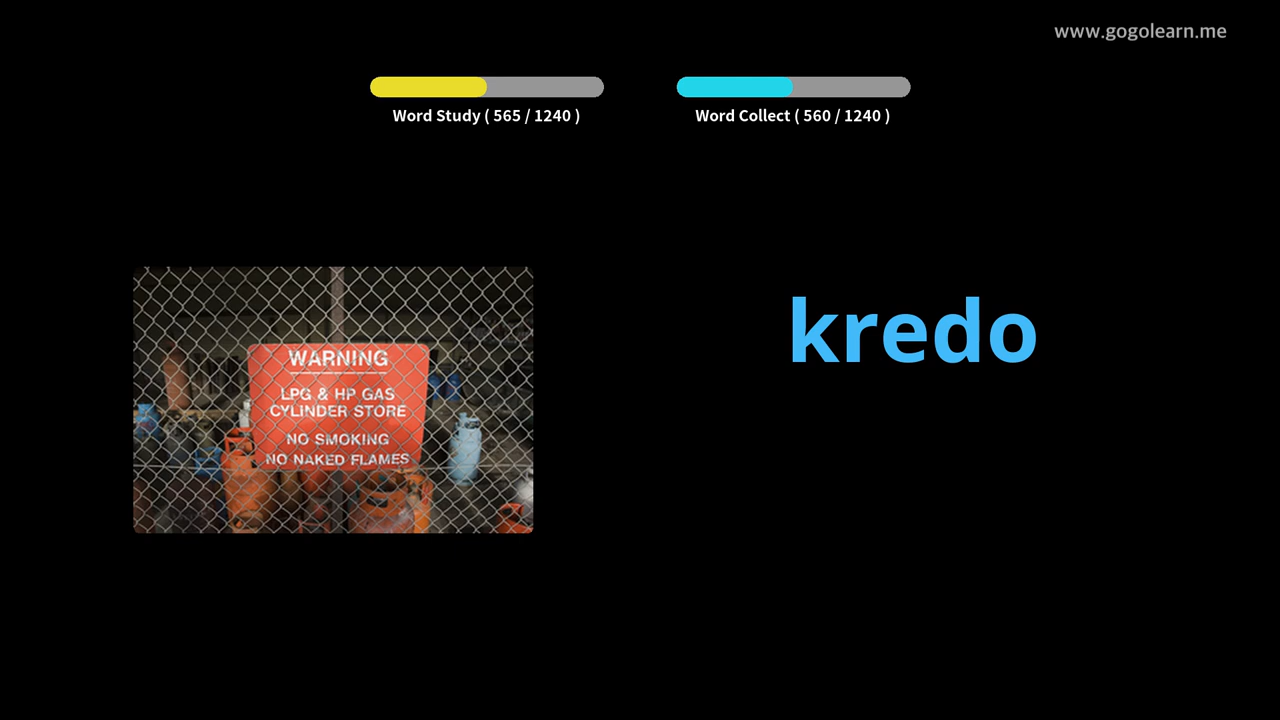 www.gogolearn.me
Word Study ( 565 / 1240 )
Word Collect ( 560 / 1240 )
kredo
WARNING
LPG & HP GAS
CYLINDER STORE
NO SMOKING
NO NAKED FLAMES